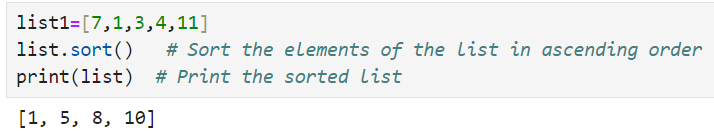 list1=[7,1,3,4,11]
list.sort()   # Sort the elements of the list in ascending order
print(list)  # Print the sorted list
[1, 5, 8, 10]